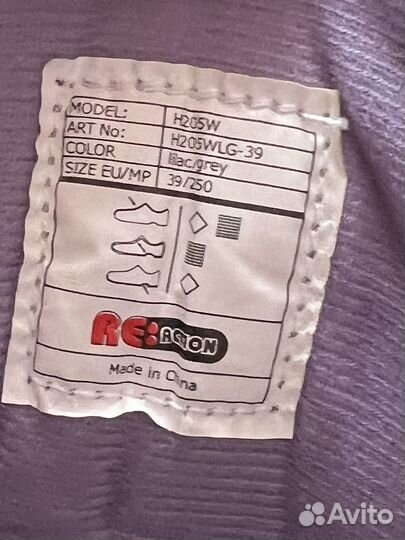 MODEL: H205W
ART No: H205WLG-39
COLOR lilac/grey
SIZE EU/MP 39/250
RE:ACTION
Made in China
Avito